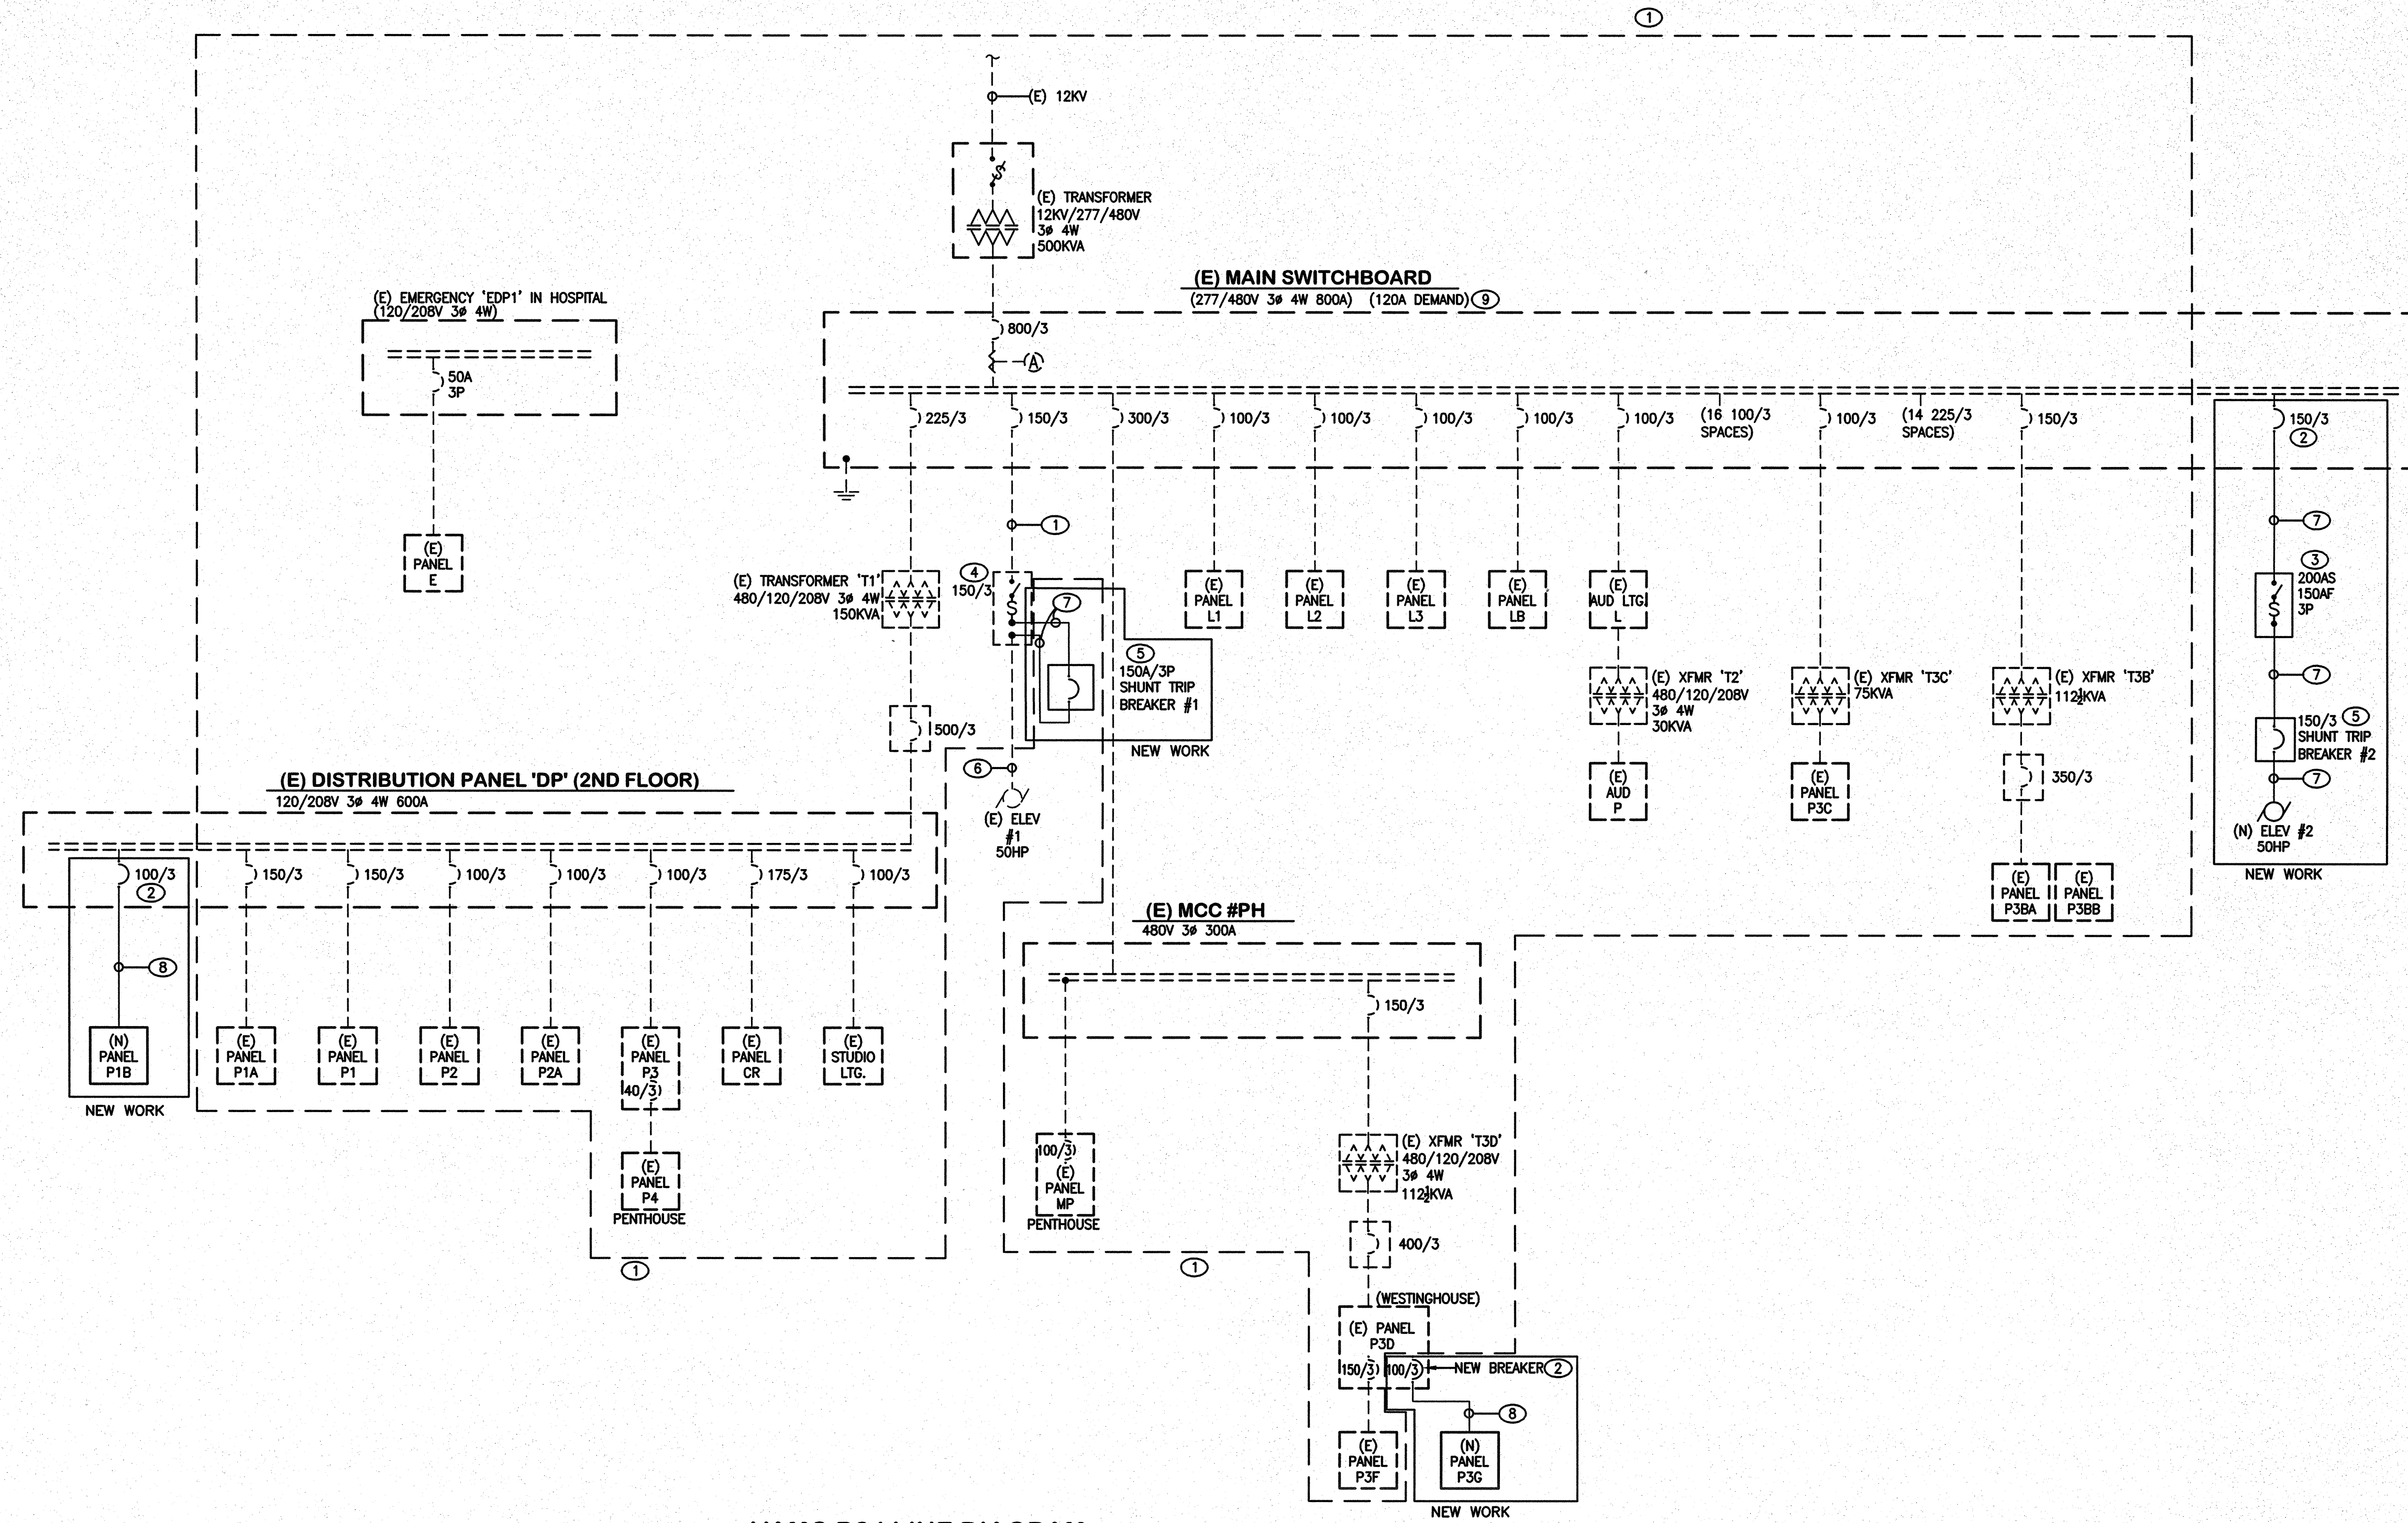 1
(E) 12KV
(E) TRANSFORMER
12KV/277/480V
3ø 4W
500KVA
(E) MAIN SWITCHBOARD
(277/480V 3ø 4W 800A) (120A DEMAND) 9
800/3
A
225/3
150/3
300/3
100/3
100/3
100/3
100/3
100/3
(16 100/3
SPACES)
100/3
(14 225/3
SPACES)
150/3
150/3
2
(E) EMERGENCY 'EDP1' IN HOSPITAL
(120/208V 3ø 4W)
50A
3P
(E)
PANEL
E
1
(E) TRANSFORMER 'T1'
480/120/208V 3ø 4W
150KVA
500/3
4
150/3
7
5
150A/3P
SHUNT TRIP
BREAKER #1
NEW WORK
6
(E) ELEV
#1
50HP
(E)
PANEL
L1
(E)
PANEL
L2
(E)
PANEL
L3
(E)
PANEL
LB
(E)
AUD LTG.
L
(E) XFMR 'T2'
480/120/208V
3ø 4W
30KVA
(E)
AUD
P
(E) XFMR 'T3C'
75KVA
(E)
PANEL
P3C
(E) XFMR 'T3B'
112½KVA
350/3
(E)
PANEL
P3BA
(E)
PANEL
P3BB
7
3
200AS
150AF
3P
7
150/3 5
SHUNT TRIP
BREAKER #2
7
(N) ELEV #2
50HP
NEW WORK
(E) DISTRIBUTION PANEL 'DP' (2ND FLOOR)
120/208V 3ø 4W 600A
100/3
2
150/3
150/3
100/3
100/3
100/3
175/3
100/3
8
(N)
PANEL
P1B
NEW WORK
(E)
PANEL
P1A
(E)
PANEL
P1
(E)
PANEL
P2
(E)
PANEL
P2A
(E)
PANEL
P3
40/3
(E)
PANEL
CR
(E)
STUDIO
LTG.
(E)
PANEL
P4
PENTHOUSE
1
(E) MCC #PH
480V 3ø 300A
150/3
100/3
(E)
PANEL
MP
PENTHOUSE
1
(E) XFMR 'T3D'
480/120/208V
3ø 4W
112½KVA
400/3
(WESTINGHOUSE)
(E) PANEL
P3D
150/3
100/3
NEW BREAKER 2
8
(E)
PANEL
P3F
(N)
PANEL
P3G
NEW WORK